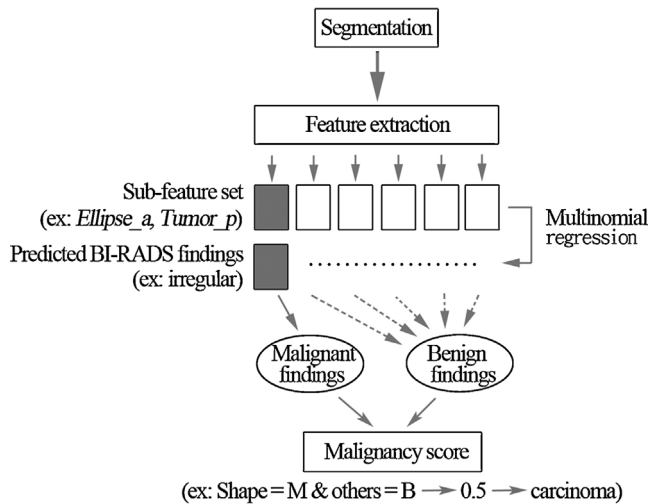 Segmentation
Feature extraction
Sub-feature set
(ex: Ellipse_a, Tumor_p)
Multinomial
regression
Predicted BI-RADS findings
(ex: irregular)
Malignant
findings
Benign
findings
Malignancy score
(ex: Shape = M & others = B → 0.5 → carcinoma)